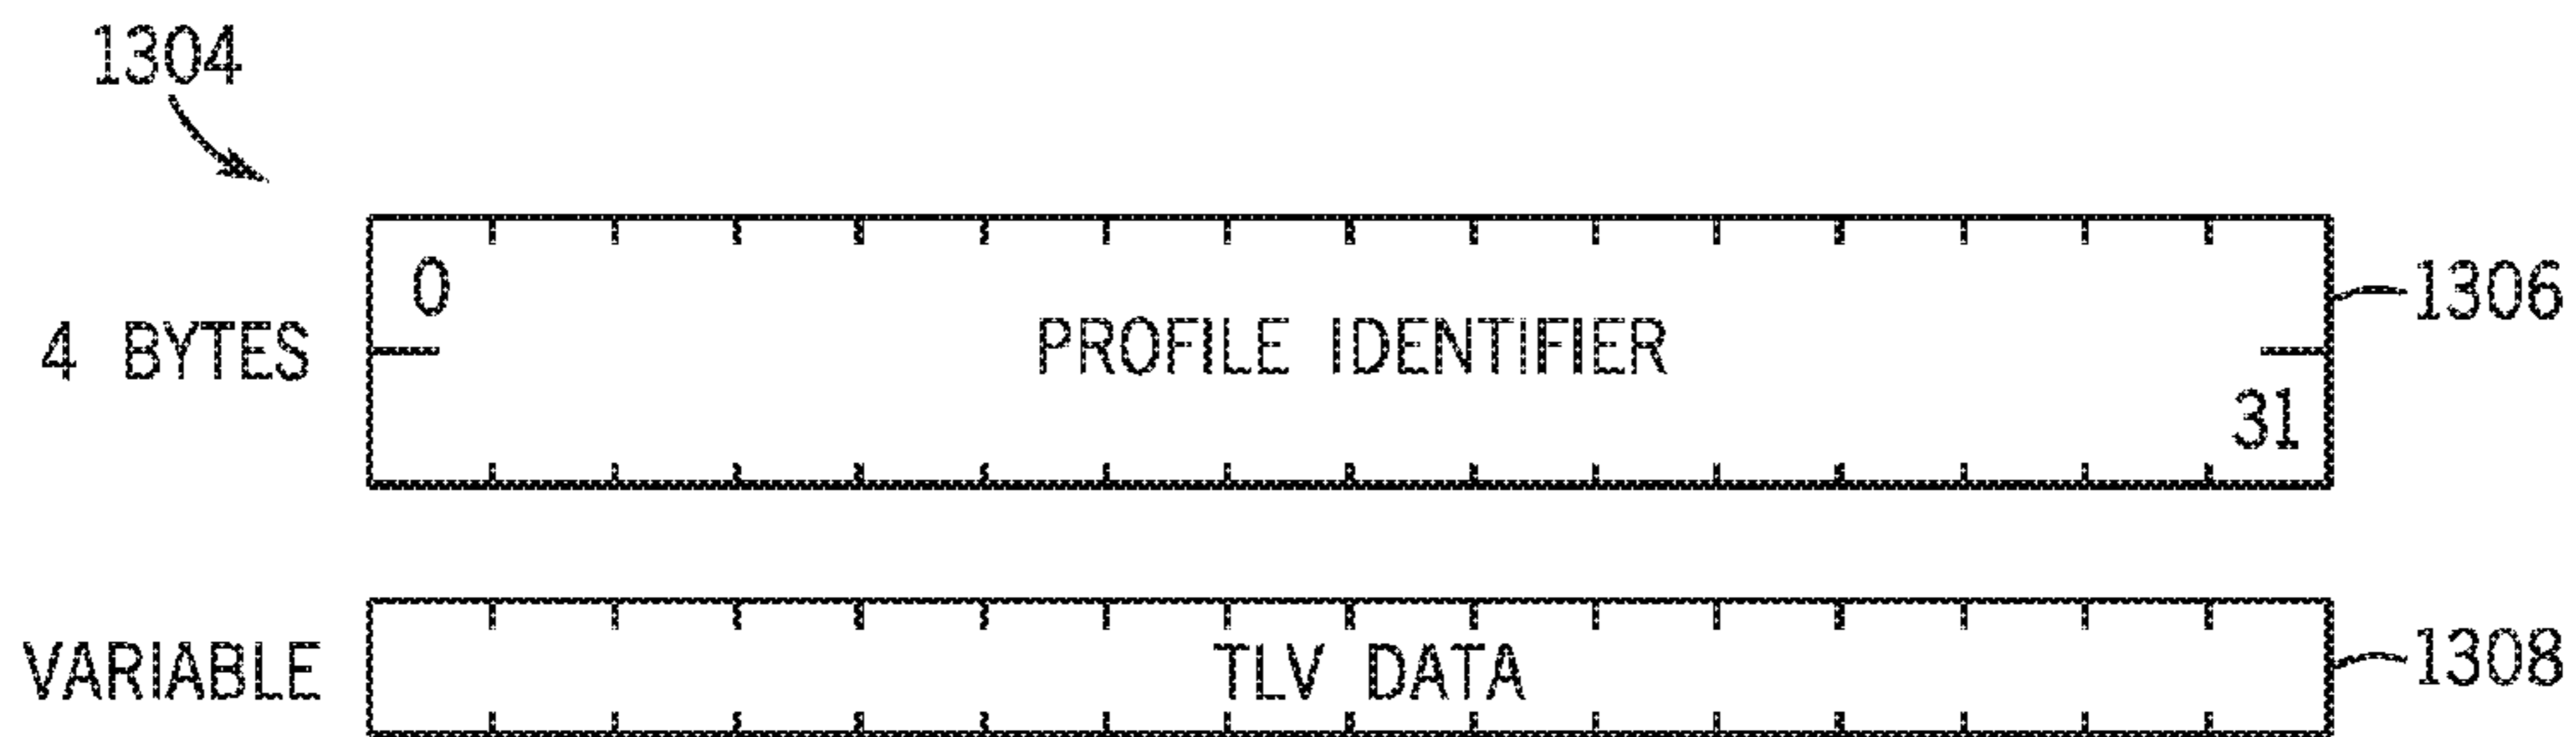 1304
0
1306
4 BYTES
PROFILE IDENTIFIER
31
VARIABLE
TLV DATA
1308